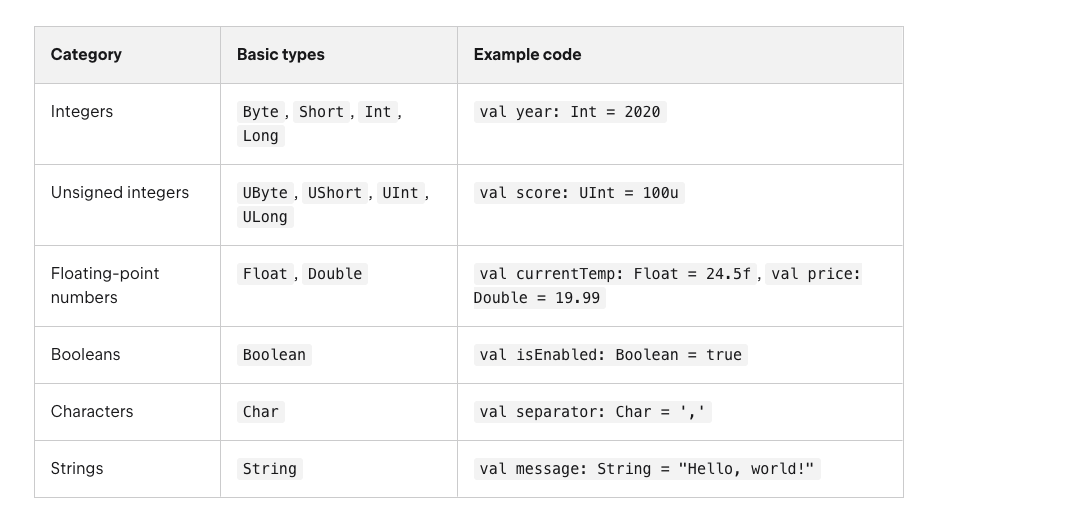 Category Basic types Example code
Integers Byte, Short, Int, val year: Int = 2020
Long
Unsigned integers UByte, UShort, UInt, val score: UInt = 100u
ULong
Floating-point Float, Double val currentTemp: Float = 24.5f, val price:
numbers Double = 19.99
Booleans Boolean val isEnabled: Boolean = true
Characters Char val separator: Char = ','
Strings String val message: String = "Hello, world!"